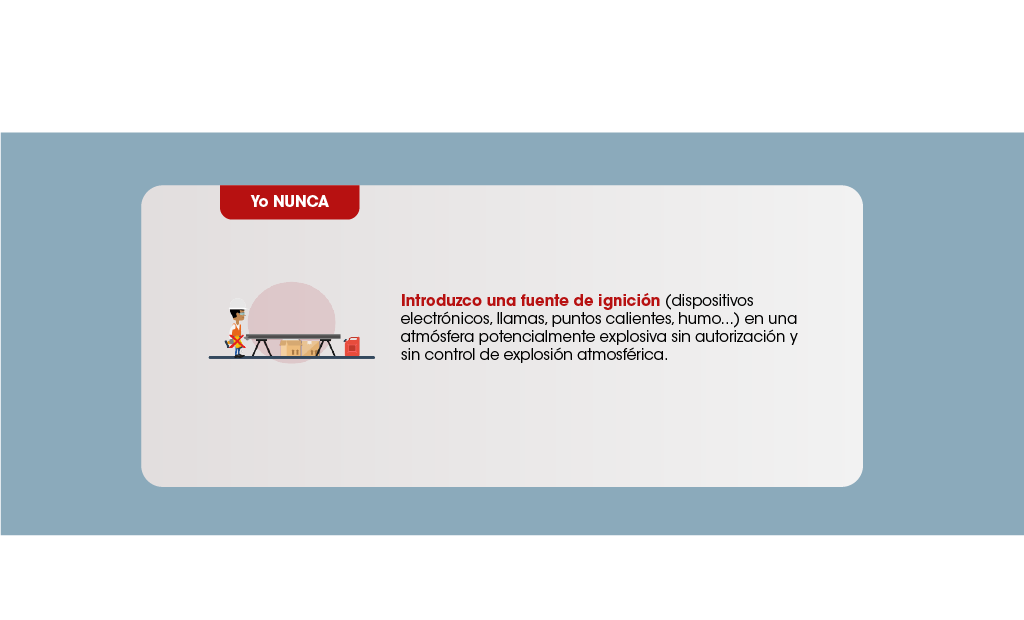 Yo NUNCA
Introduzco una fuente de ignición (dispositivos
electrónicos, llamas, puntos calientes, humo...) en una
atmósfera potencialmente explosiva sin autorización y
sin control de explosión atmosférica.